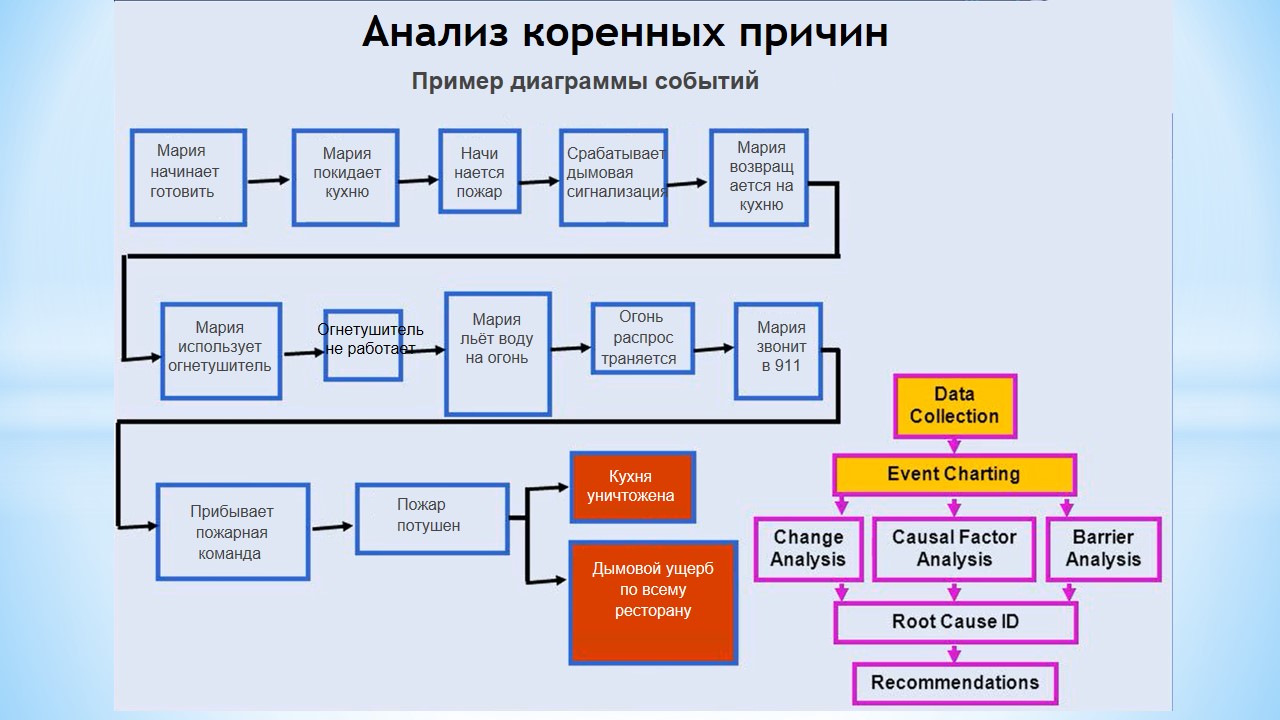 Анализ коренных причин
Пример диаграммы событий
Мария
начинает
готовить
Мария
покидает
кухню
Начи
нается
пожар
Срабатывает
дымовая
сигнализация
Мария
возвращ
ается на
кухню
Мария
использует
огнетушитель
Огнетушитель
не работает
Мария
льёт воду
на огонь
Огонь
распрос
траняется
Мария
звонит
в 911
Прибывает
пожарная
команда
Пожар
потушен
Кухня
уничтожена
Дымовой ущерб
по всему
ресторану
Data
Collection
Event Charting
Change
Analysis
Causal Factor
Analysis
Barrier
Analysis
Root Cause ID
Recommendations